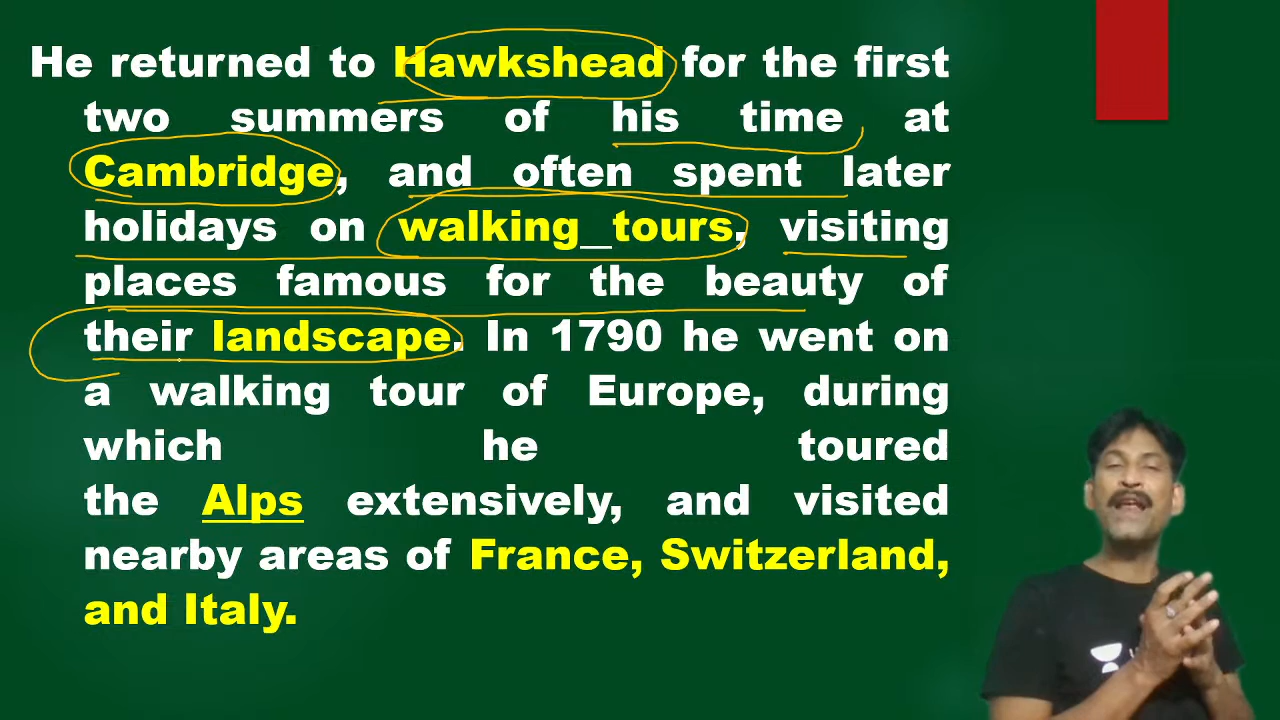 He returned to Hawkshead for the first
two summers of his time at
Cambridge, and often spent later
holidays on walking_tours, visiting
places famous for the beauty of
their landscape. In 1790 he went on
a walking tour of Europe, during
which he toured
the Alps extensively, and visited
nearby areas of France, Switzerland,
and Italy.